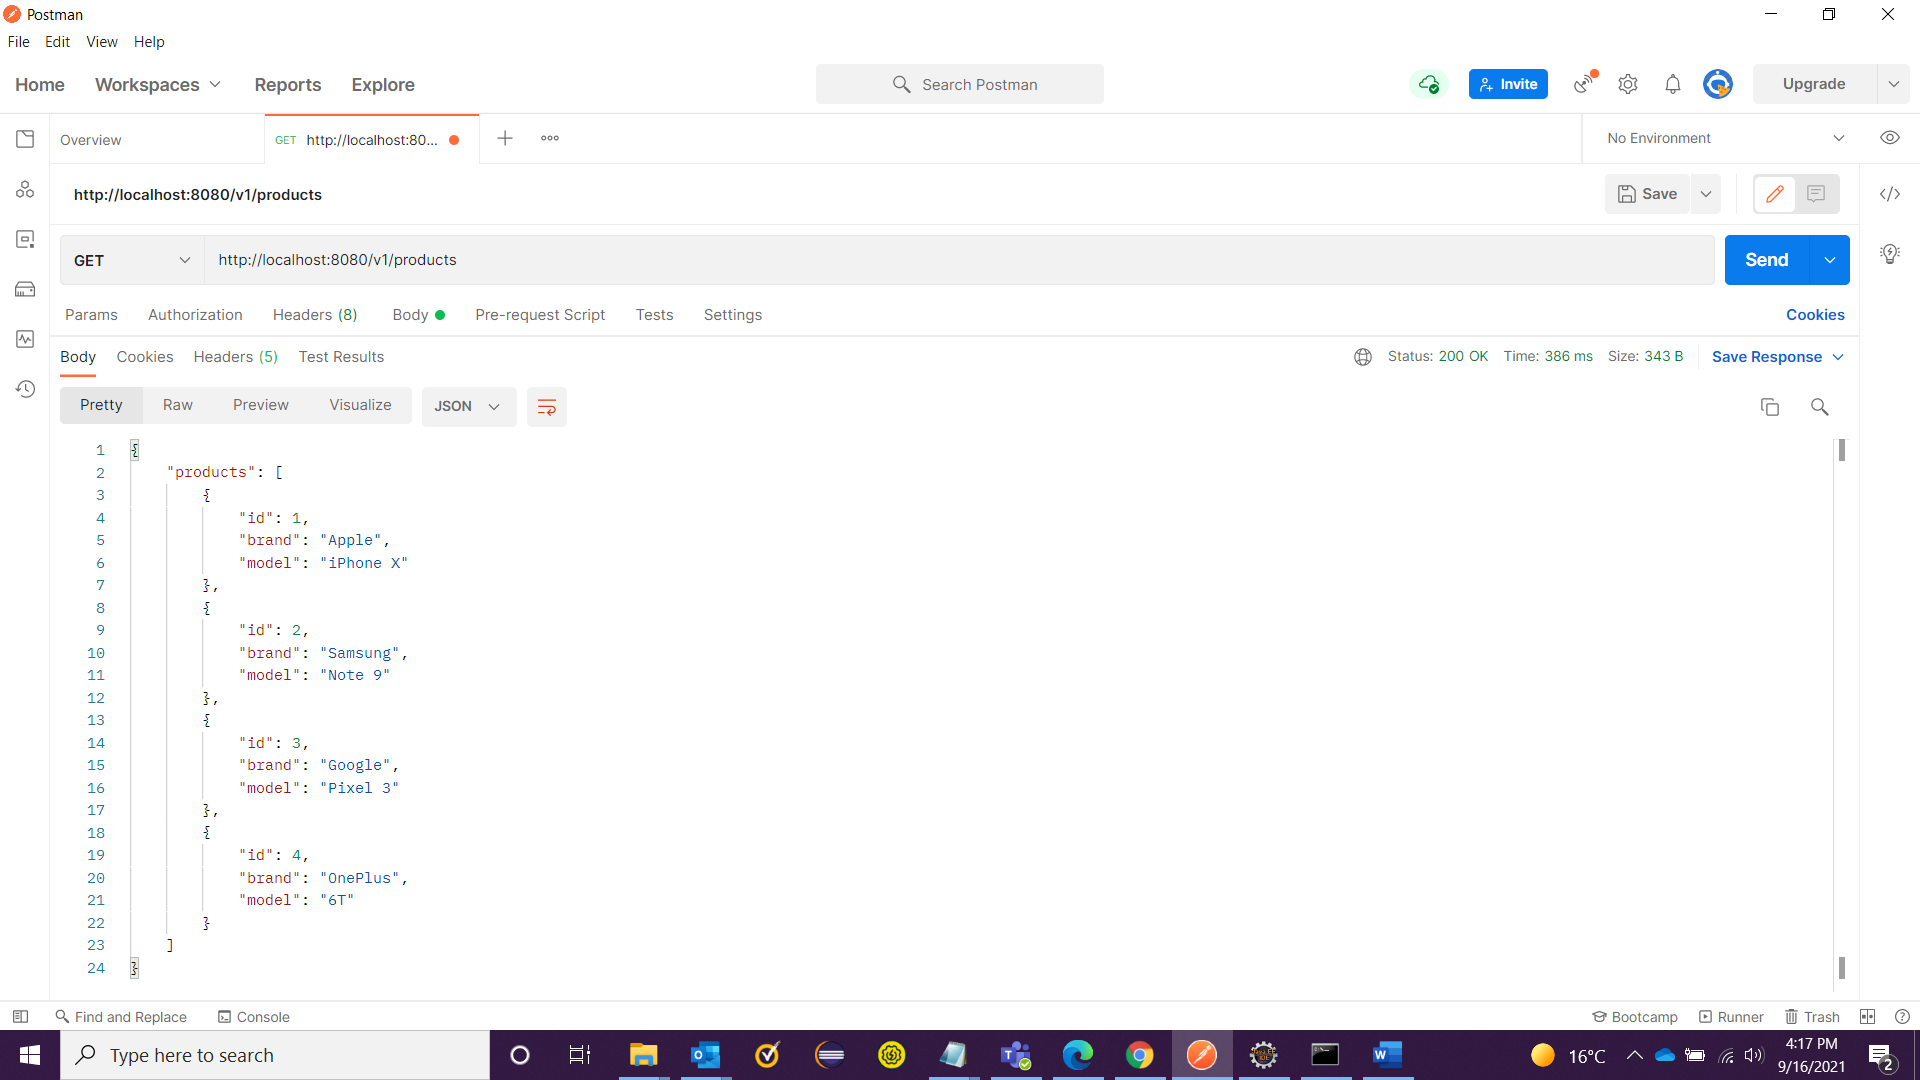 Postman
File Edit View Help
Home Workspaces Reports Explore Search Postman Invite Upgrade
Overview GET http://localhost:80... No Environment
http://localhost:8080/v1/products Save
GET http://localhost:8080/v1/products Send
Params Authorization Headers (8) Body Pre-request Script Tests Settings Cookies
Body Cookies Headers (5) Test Results Status: 200 OK Time: 386 ms Size: 343 B Save Response
Pretty Raw Preview Visualize JSON
1 {
2 "products": [
3 {
4 "id": 1,
5 "brand": "Apple",
6 "model": "iPhone X"
7 },
8 {
9 "id": 2,
10 "brand": "Samsung",
11 "model": "Note 9"
12 },
13 {
14 "id": 3,
15 "brand": "Google",
16 "model": "Pixel 3"
17 },
18 {
19 "id": 4,
20 "brand": "OnePlus",
21 "model": "6T"
22 }
23 ]
24 }
Find and Replace Console Bootcamp Runner Trash
Type here to search 16°C 4:17 PM
9/16/2021 2